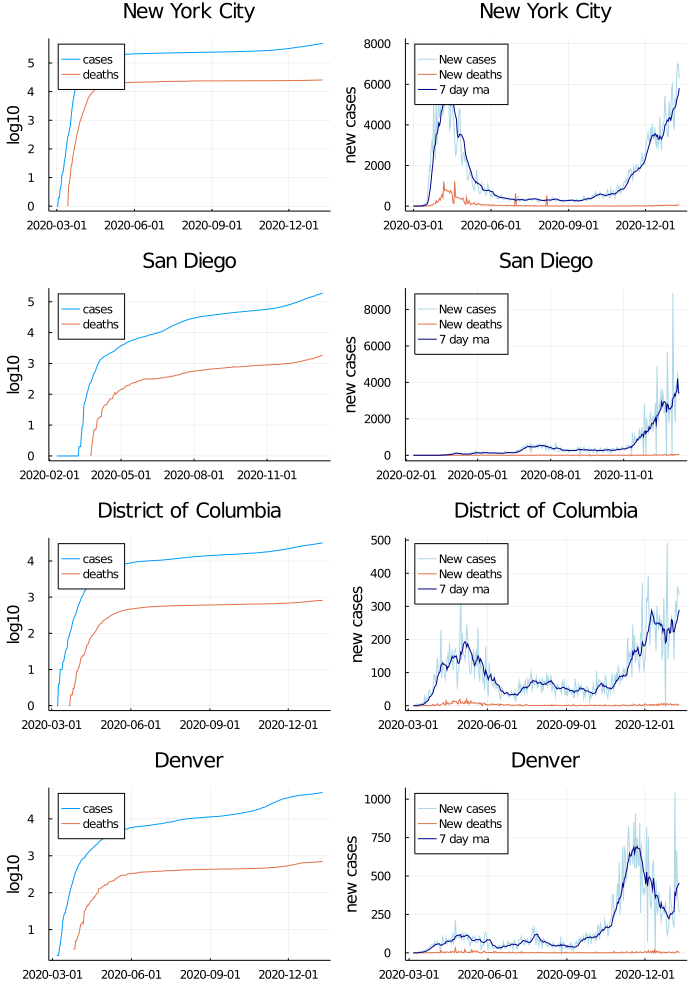 New York City
New York City
log10
5
4
3
2
1
0
cases
deaths
2020-03-01 2020-06-01 2020-09-01 2020-12-01
new cases
8000
6000
4000
2000
0
New cases
New deaths
7 day ma
2020-03-01 2020-06-01 2020-09-01 2020-12-01
San Diego
San Diego
log10
5
4
3
2
1
0
cases
deaths
2020-02-01 2020-05-01 2020-08-01 2020-11-01
new cases
8000
6000
4000
2000
0
New cases
New deaths
7 day ma
2020-02-01 2020-05-01 2020-08-01 2020-11-01
District of Columbia
District of Columbia
log10
4
3
2
1
0
cases
deaths
2020-03-01 2020-06-01 2020-09-01 2020-12-01
new cases
500
400
300
200
100
0
New cases
New deaths
7 day ma
2020-03-01 2020-06-01 2020-09-01 2020-12-01
Denver
Denver
log10
4
3
2
1
cases
deaths
2020-03-01 2020-06-01 2020-09-01 2020-12-01
new cases
1000
750
500
250
0
New cases
New deaths
7 day ma
2020-03-01 2020-06-01 2020-09-01 2020-12-01